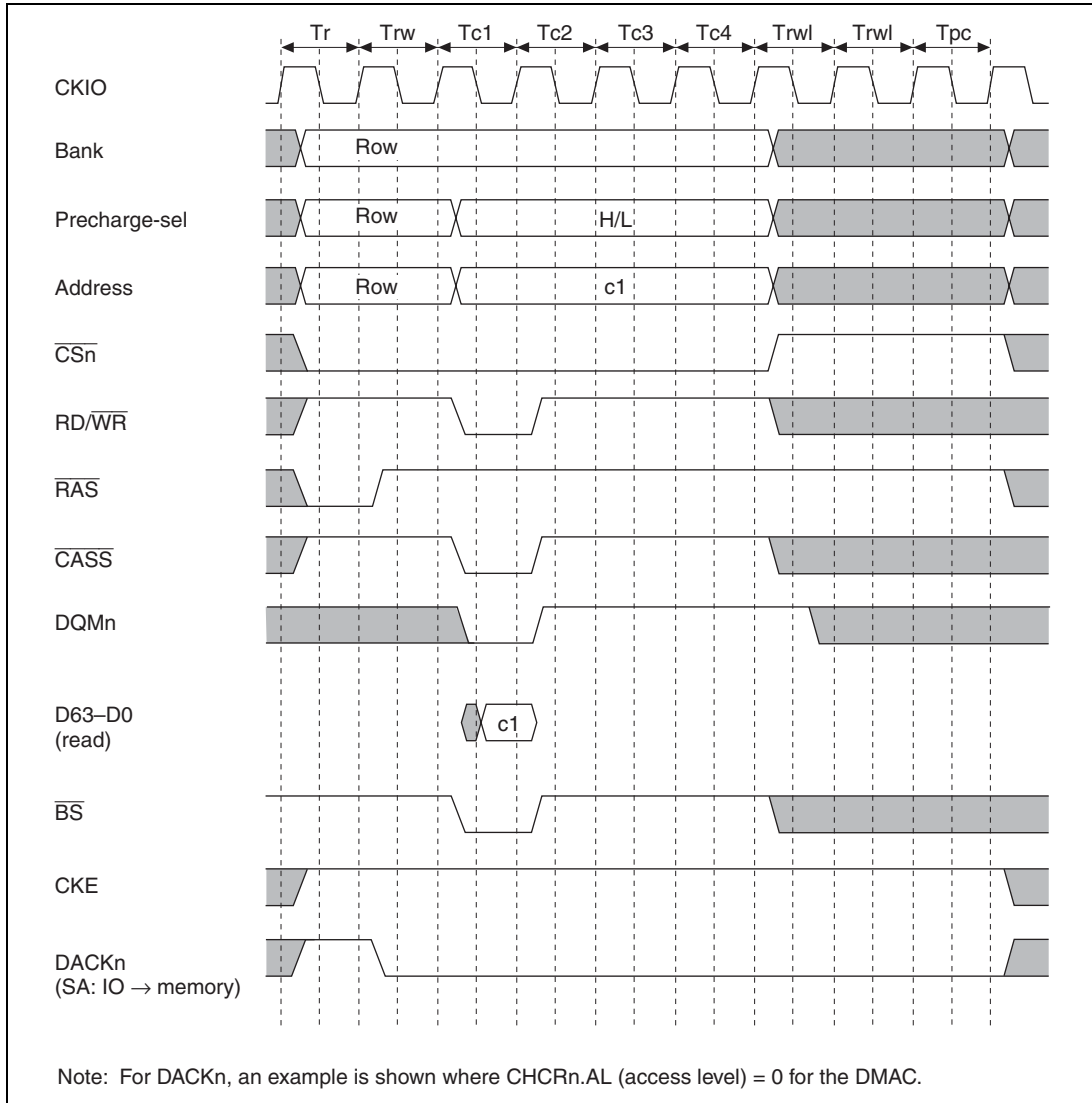 Tr Trw Tc1 Tc2 Tc3 Tc4 Trwl Trwl Tpc
CKIO
Bank Row
Precharge-sel Row H/L
Address Row c1
CSn
RD/WR
RAS
CASS
DQMn
D63–D0
(read) c1
BS
CKE
DACKn
(SA: IO → memory)
Note: For DACKn, an example is shown where CHCRn.AL (access level) = 0 for the DMAC.